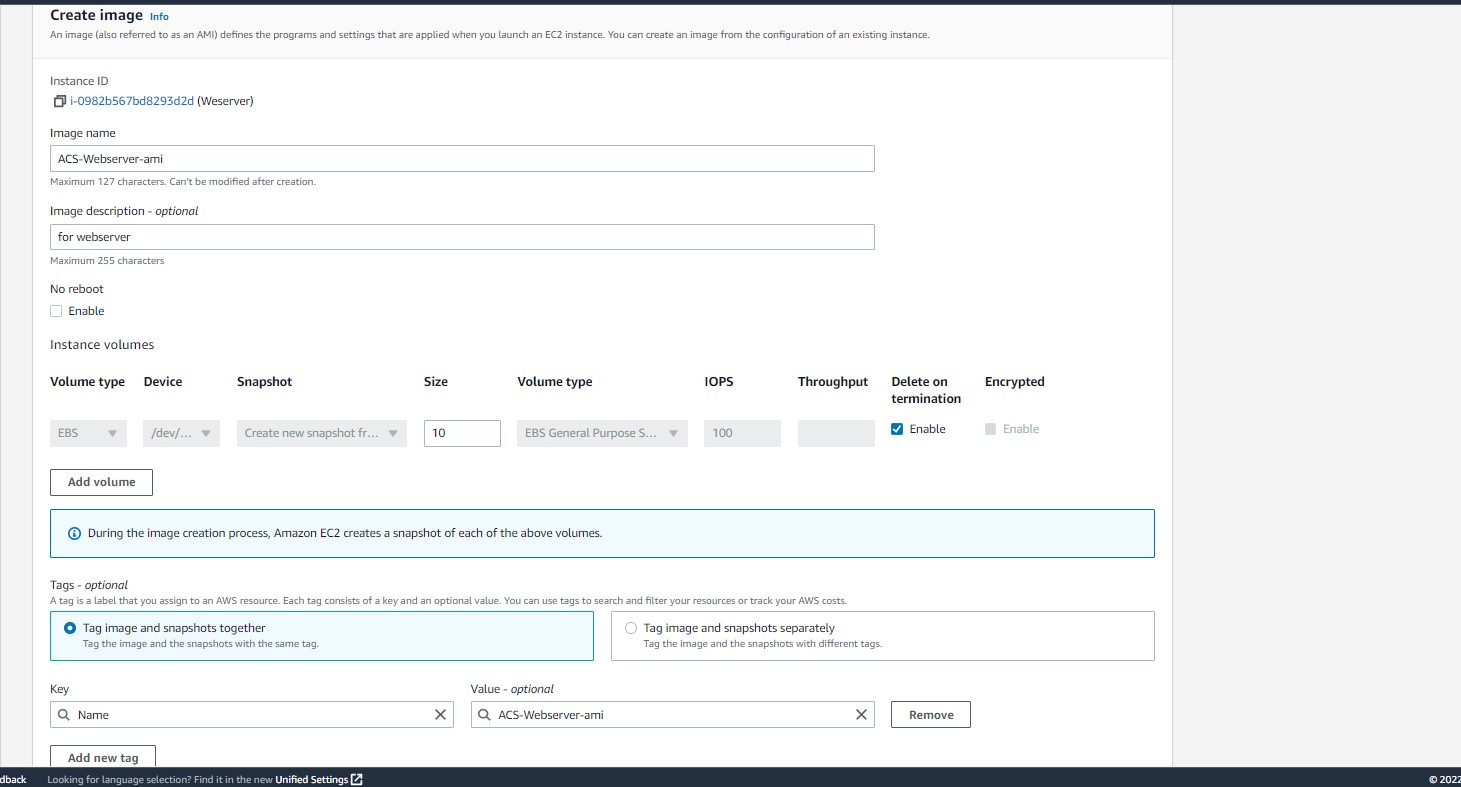 Create image Info
An image (also referred to as an AMI) defines the programs and settings that are applied when you launch an EC2 instance. You can create an image from the configuration of an existing instance.
Instance ID
i-0982b567bd8293d2d (Weserver)
Image name
ACS-Webserver-ami
Maximum 127 characters. Can't be modified after creation.
Image description - optional
for webserver
Maximum 255 characters
No reboot
Enable
Instance volumes
Volume type Device Snapshot Size Volume type IOPS Throughput Delete on termination Encrypted
EBS /dev/... Create new snapshot fr... 10 EBS General Purpose S... 100 Enable Enable
Add volume
During the image creation process, Amazon EC2 creates a snapshot of each of the above volumes.
Tags - optional
A tag is a label that you assign to an AWS resource. Each tag consists of a key and an optional value. You can use tags to search and filter your resources or track your AWS costs.
Tag image and snapshots together
Tag the image and the snapshots with the same tag.
Tag image and snapshots separately
Tag the image and the snapshots with different tags.
Key Value - optional
Name ACS-Webserver-ami Remove
Add new tag
dback Looking for language selection? Find it in the new Unified Settings © 2022